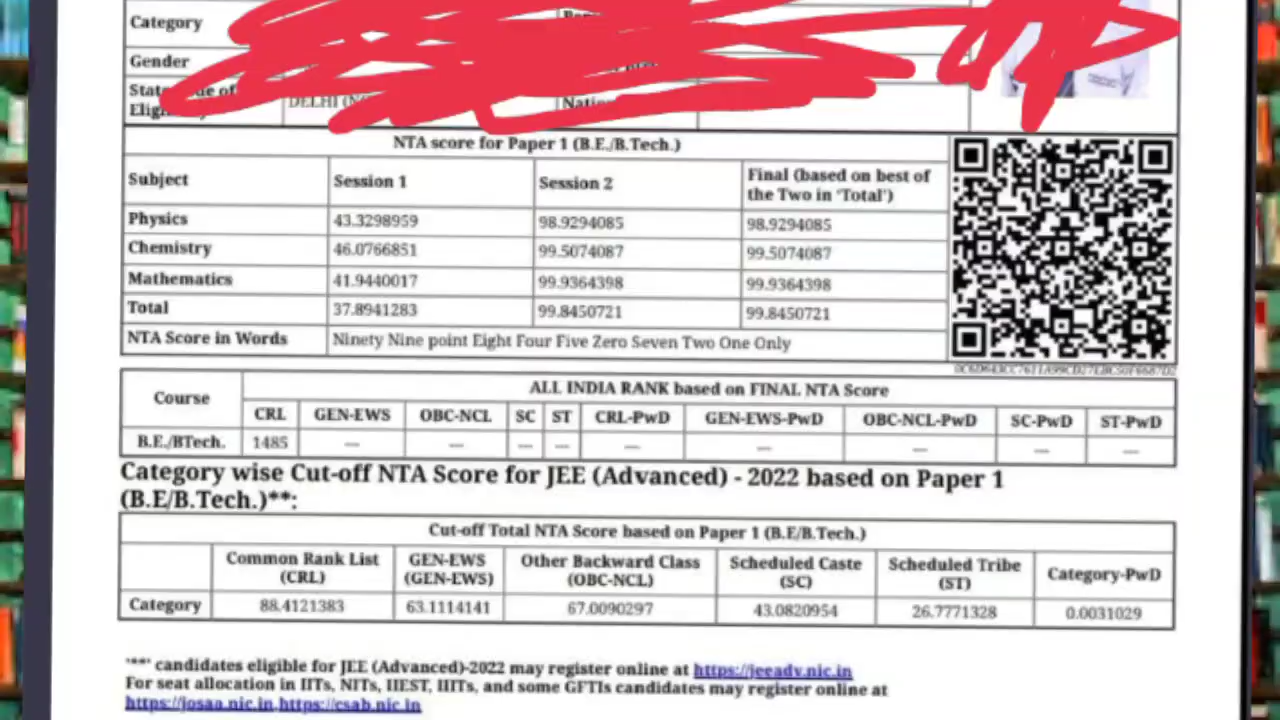 Category
Gender
DELHI
NTA score for Paper 1 (B.E./B.Tech.)
Subject Session 1 Session 2 Final (based on best of the Two in 'Total')
Physics 43.3298959 98.9294085 98.9294085
Chemistry 46.0766851 99.5074087 99.5074087
Mathematics 41.9440017 99.9364398 99.9364398
Total 37.8941283 99.8450721 99.8450721
NTA Score in Words Ninety Nine point Eight Four Five Zero Seven Two One Only
Course ALL INDIA RANK based on FINAL NTA Score
CRL GEN-EWS OBC-NCL SC ST CRL-PwD GEN-EWS-PwD OBC-NCL-PwD SC-PwD ST-PwD
B.E./BTech. 1485 --- --- --- --- --- --- --- --- ---
Category wise Cut-off NTA Score for JEE (Advanced) - 2022 based on Paper 1
(B.E/B.Tech.)**:
Cut-off Total NTA Score based on Paper 1 (B.E/B.Tech.)
Common Rank List (CRL) GEN-EWS (GEN-EWS) Other Backward Class (OBC-NCL) Scheduled Caste (SC) Scheduled Tribe (ST) Category-PwD
Category 88.4121383 63.1114141 67.0090297 43.0820954 26.7771328 0.0031029
'**' candidates eligible for JEE (Advanced)-2022 may register online at https://jeeadv.nic.in
For seat allocation in IITs, NITs, IIEST, IIITs, and some GFTIs candidates may register online at
https://josaa.nic.in,https://csab.nic.in